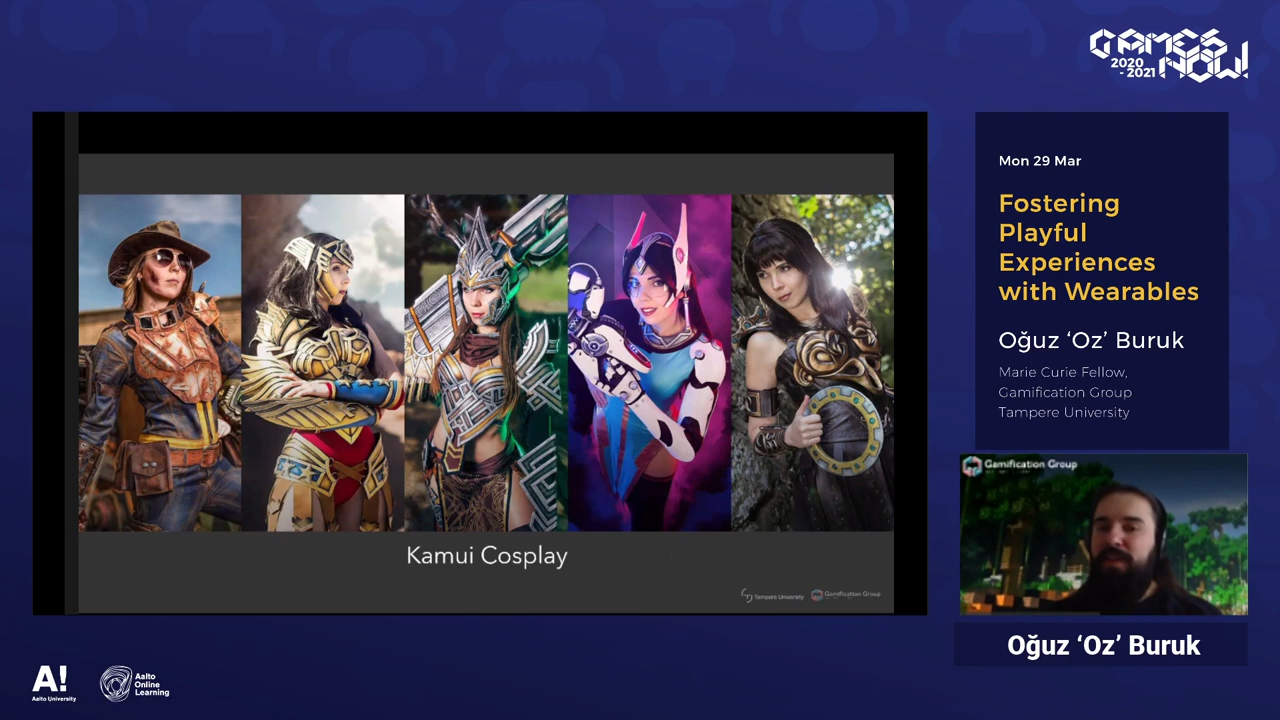 GAMES
2020
- 2021
NOW!
Mon 29 Mar
Fostering
Playful
Experiences
with Wearables
Oğuz ‘Oz’ Buruk
Marie Curie Fellow,
Gamification Group
Tampere University
Kamui Cosplay
Tampere University
Gamification Group
Gamification Group
Oğuz ‘Oz’ Buruk
A!
Aalto University
Aalto
Online
Learning